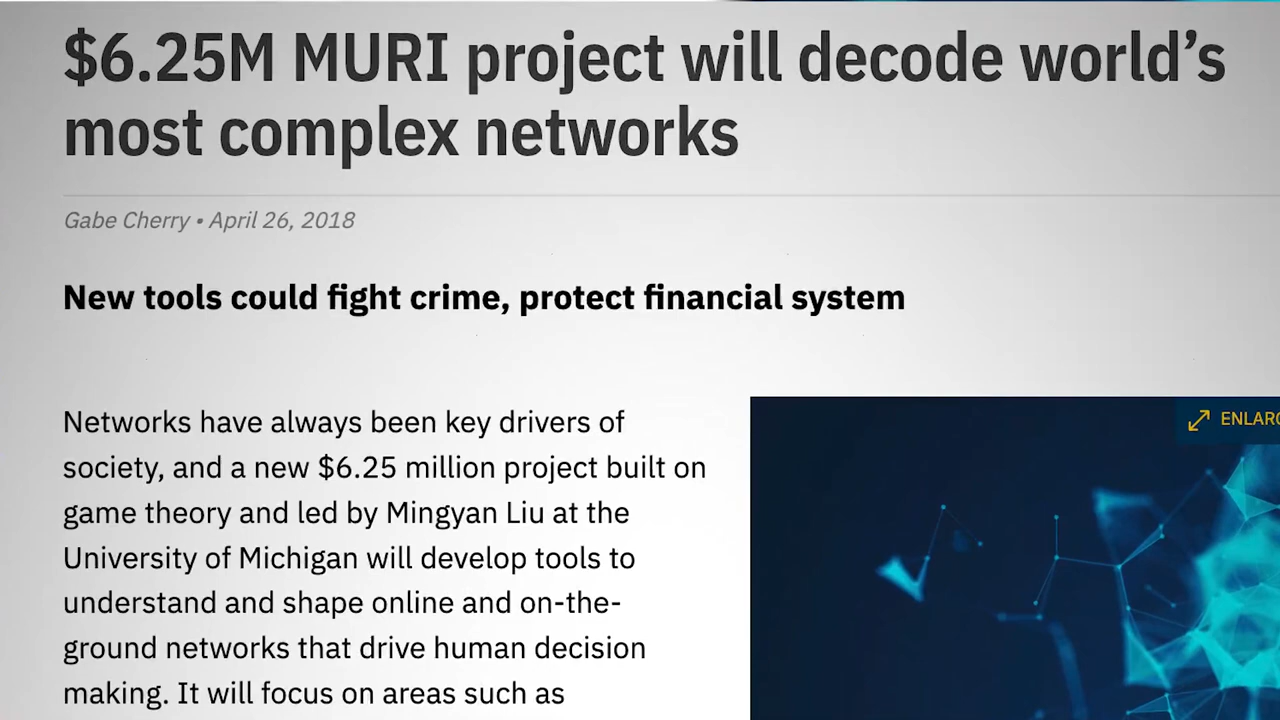 $6.25M MURI project will decode world’s
most complex networks
Gabe Cherry • April 26, 2018
New tools could fight crime, protect financial system
Networks have always been key drivers of
society, and a new $6.25 million project built on
game theory and led by Mingyan Liu at the
University of Michigan will develop tools to
understand and shape online and on-the-
ground networks that drive human decision
making. It will focus on areas such as